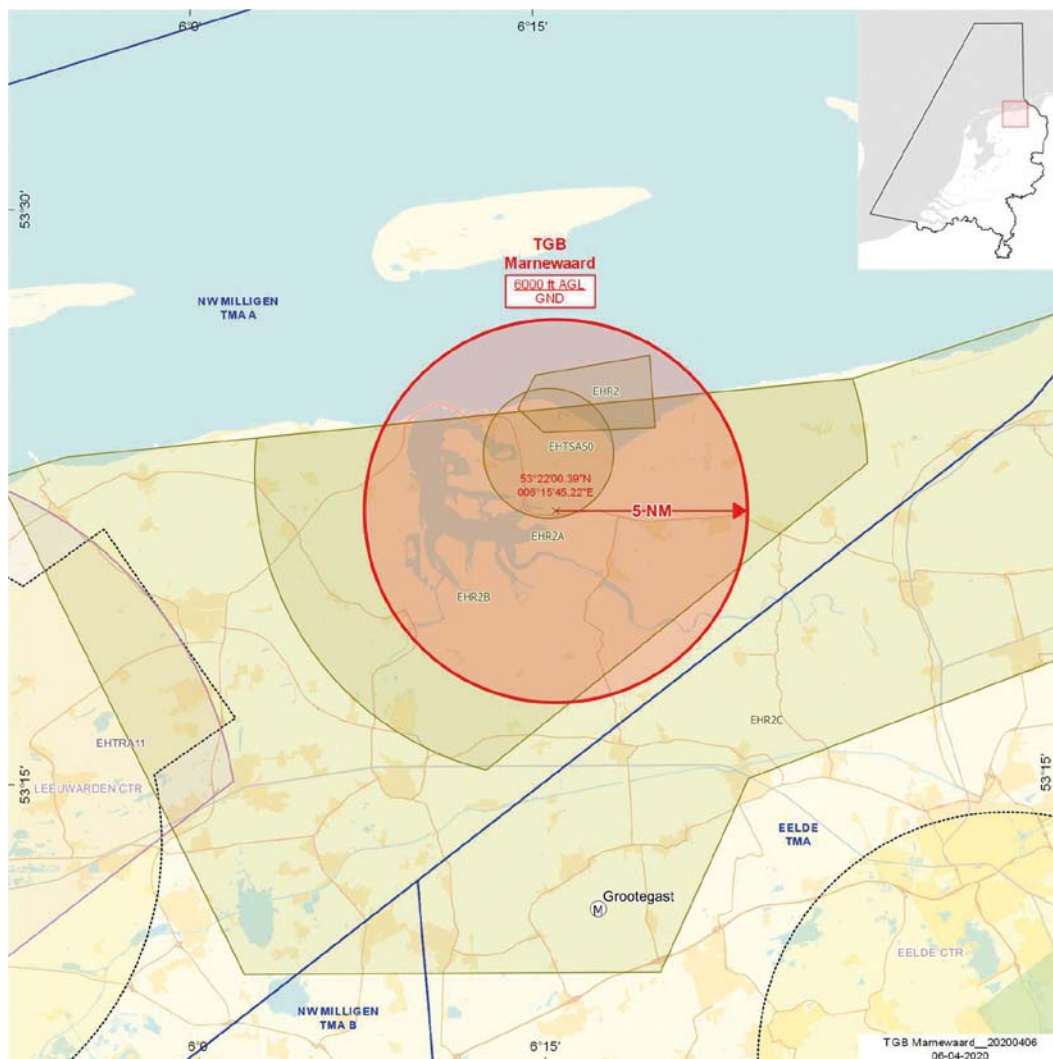 6°0'
6°15'
53°30'
TGB
Marnewaard
6000 ft AGL
GND
NW MILLIGEN
TMA A
EHR2
EHTSA50
53°22'00.39"N
006°15'45.22"E
5 NM
EHR2A
EHR2B
EHR2C
EHTRA11
LEEUWARDEN CTR
53°15'
53°15'
EELDE
TMA
Grootegast
M
EELDE CTR
NW MILLIGEN
TMA B
6°0'
6°15'
TGB Marnewaard__20200406
06-04-2020